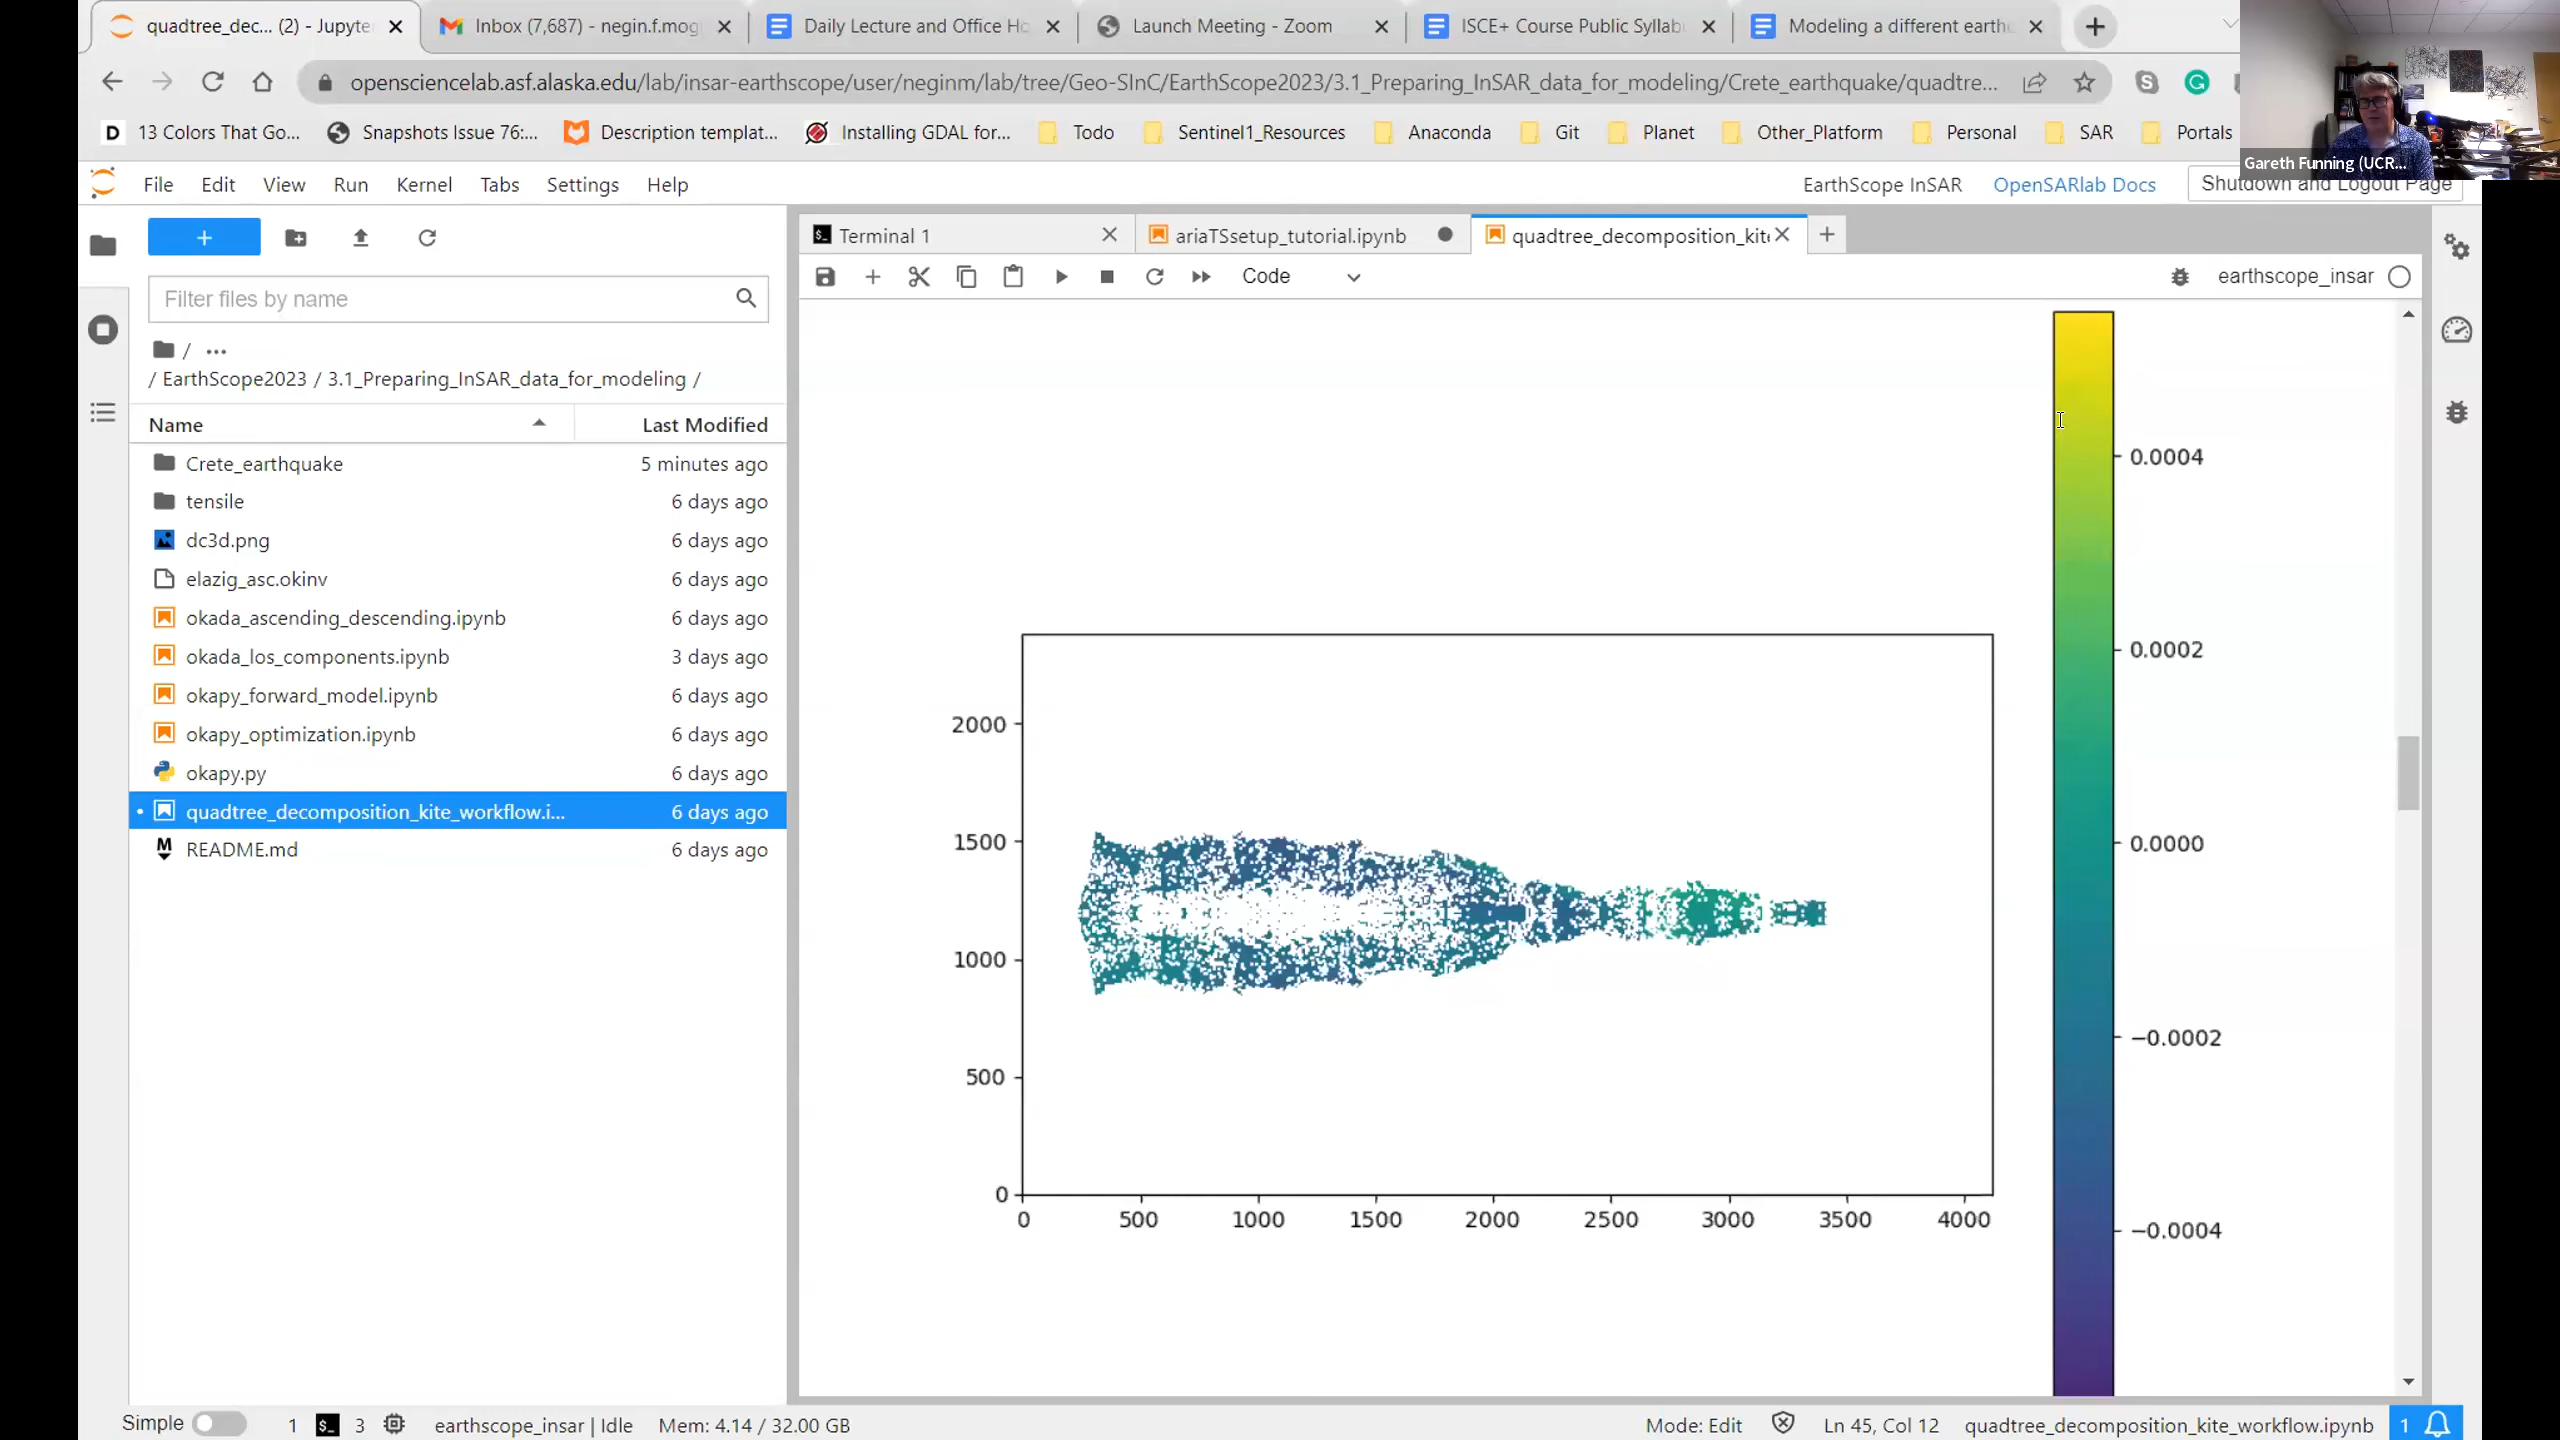 quadtree_dec... (2) - Jupyte
Inbox (7,687) - negin.f.mog
Daily Lecture and Office Ho
Launch Meeting - Zoom
ISCE+ Course Public Syllab
Modeling a different earth
opensciencelab.asf.alaska.edu/lab/insar-earthscope/user/neginm/lab/tree/Geo-SInC/EarthScope2023/3.1_Preparing_InSAR_data_for_modeling/Crete_earthquake/quadtre...
D 13 Colors That Go...
Snapshots Issue 76:...
Description templat...
Installing GDAL for...
Todo
Sentinel1_Resources
Anaconda
Git
Planet
Other_Platform
Personal
SAR
Portals
Gareth Funning (UCR...
File Edit View Run Kernel Tabs Settings Help
EarthScope InSAR
OpenSARlab Docs
Shutdown and Logout Page
Terminal 1
ariaTSsetup_tutorial.ipynb
quadtree_decomposition_kit
Code
earthscope_insar
Filter files by name
/ ...
/ EarthScope2023 / 3.1_Preparing_InSAR_data_for_modeling /
Name Last Modified
Crete_earthquake 5 minutes ago
tensile 6 days ago
dc3d.png 6 days ago
elazig_asc.okinv 6 days ago
okada_ascending_descending.ipynb 6 days ago
okada_los_components.ipynb 3 days ago
okapy_forward_model.ipynb 6 days ago
okapy_optimization.ipynb 6 days ago
okapy.py 6 days ago
quadtree_decomposition_kite_workflow.i... 6 days ago
README.md 6 days ago
2000
1500
1000
500
0
0 500 1000 1500 2000 2500 3000 3500 4000
0.0004
0.0002
0.0000
−0.0002
−0.0004
Simple 1 3 earthscope_insar | Idle Mem: 4.14 / 32.00 GB
Mode: Edit Ln 45, Col 12 quadtree_decomposition_kite_workflow.ipynb 1